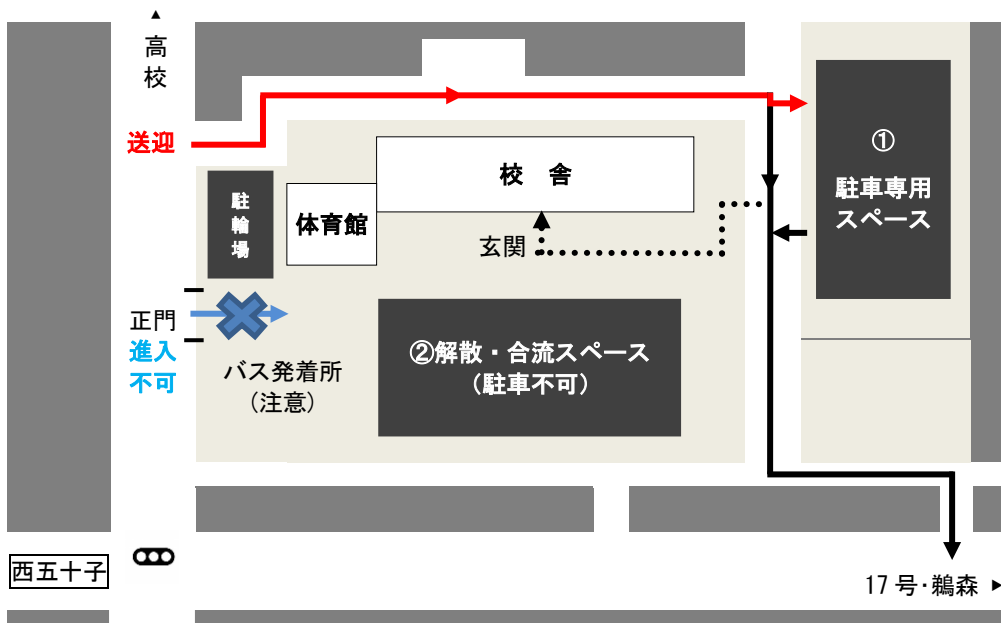 ▲
高
校
送迎
①
駐車専用
スペース
校 舎
駐
輪
場
体育館
玄関
正門
進入
不可
バス発着所
（注意）
②解散・合流スペース
（駐車不可）
西五十子
17号・鵜森 ▶